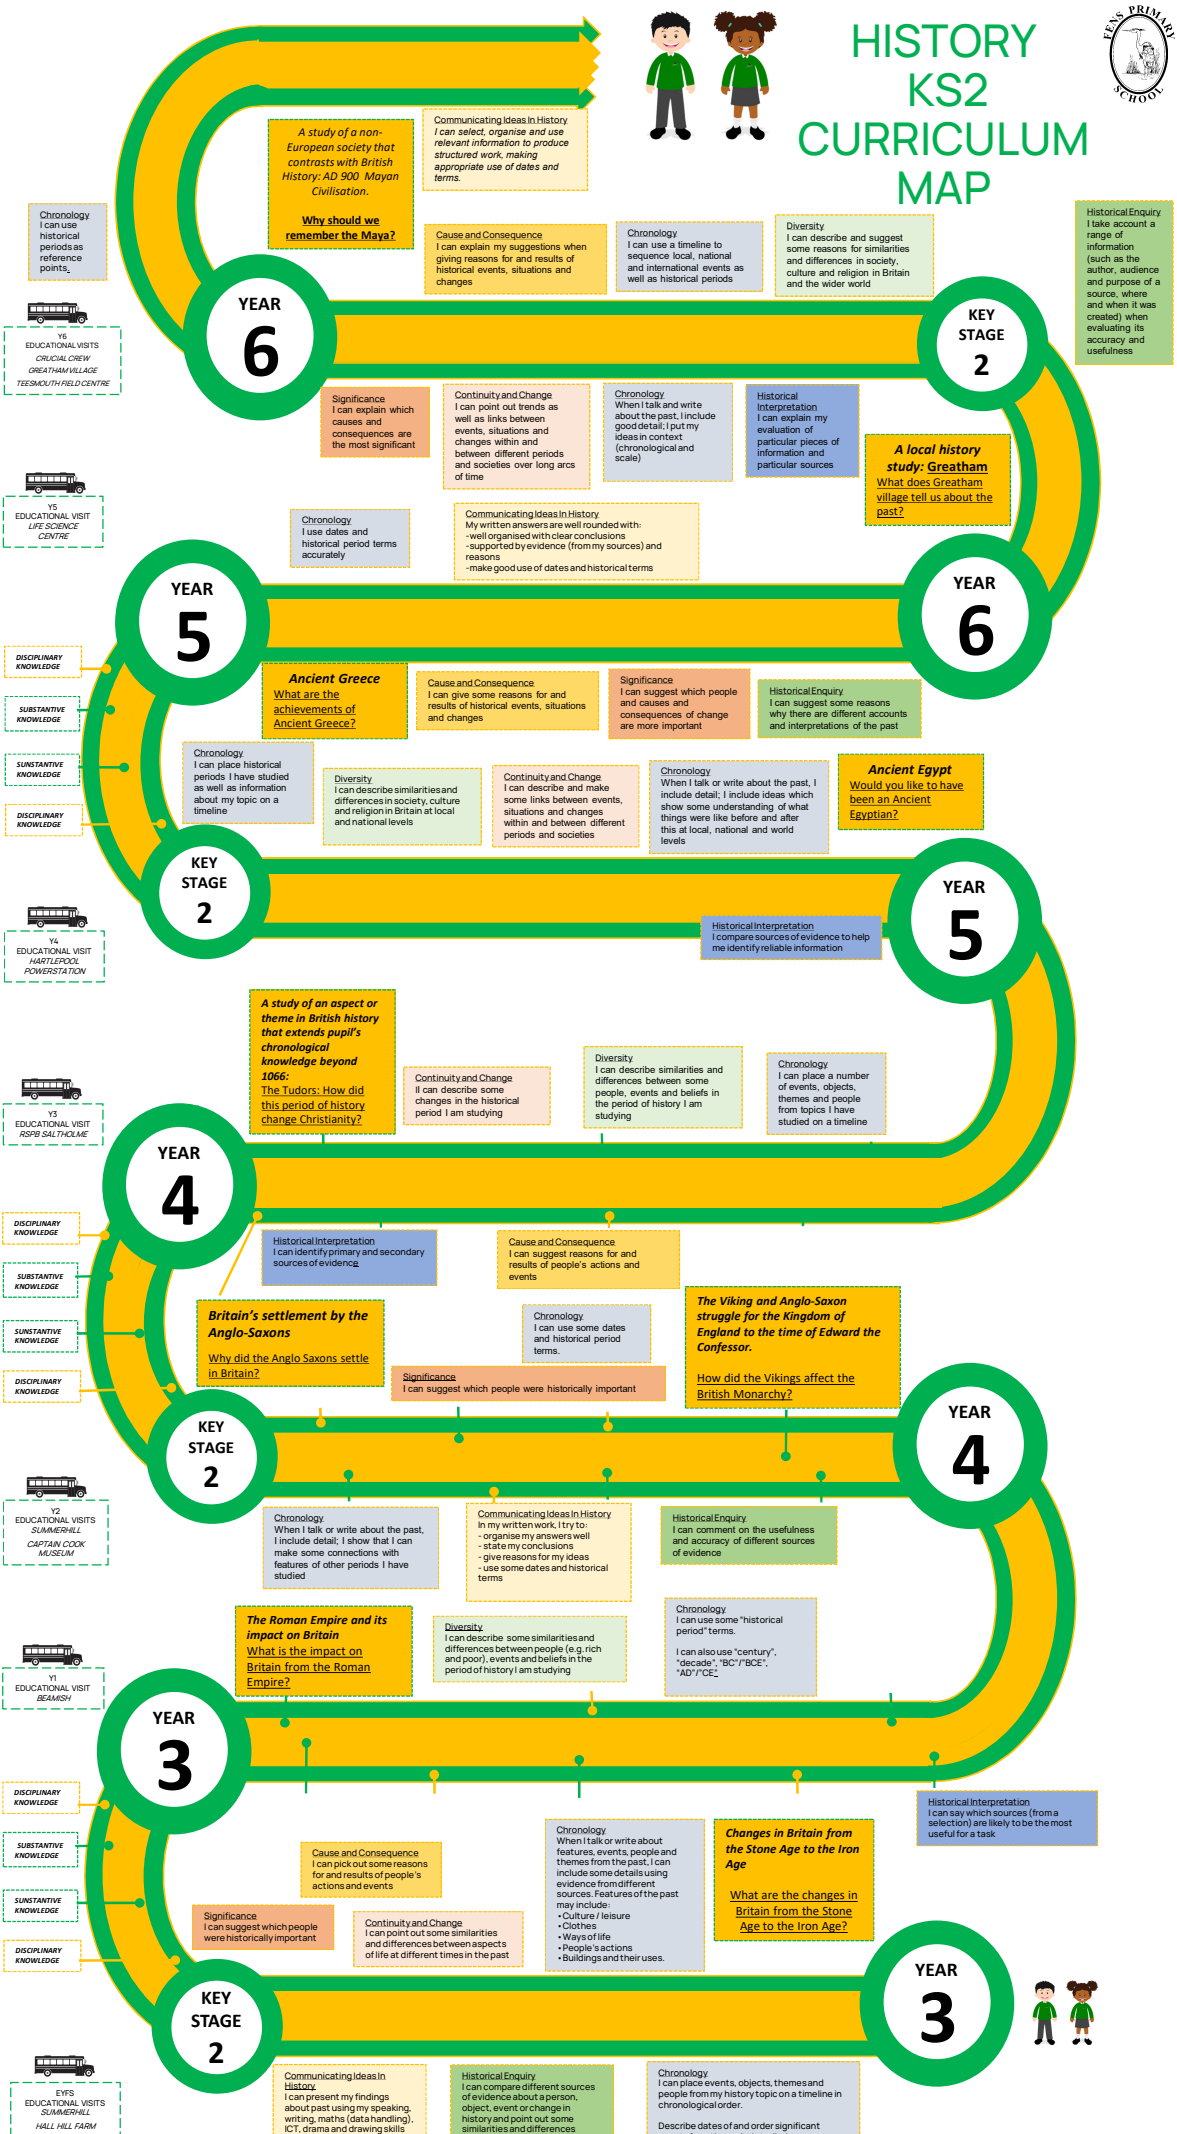 HISTORY
KS2
CURRICULUM
MAP
FENS PRIMARY
SCHOOL
A study of a non-
European society that
contrasts with British
History: AD 900 Mayan
Civilisation.
Why should we
remember the Maya?
Communicating Ideas In History
I can select, organise and use
relevant information to produce
structured work, making
appropriate use of dates and
terms.
Chronology
I can use
historical
periods as
reference
points.
Cause and Consequence
I can explain my suggestions when
giving reasons for and results of
historical events, situations and
changes
Chronology
I can use a timeline to
sequence local, national
and international events as
well as historical periods
Diversity
I can describe and suggest
some reasons for similarities
and differences in society,
culture and religion in Britain
and the wider world
Historical Enquiry
I take account a
range of
information
(such as the
author, audience
and purpose of a
source, where
and when it was
created) when
evaluating its
accuracy and
usefulness
YEAR
6
KEY
STAGE
2
Y6
EDUCATIONAL VISITS
CRUCIAL CREW
GREATHAM VILLAGE
TEESMOUTH FIELD CENTRE
Significance
I can explain which
causes and
consequences are
the most significant
Continuity and Change
I can point out trends as
well as links between
events, situations and
changes within and
between different periods
and societies over long arcs
of time
Chronology
When I talk and write
about the past, I include
good detail; I put my
ideas in context
(chronological and
scale)
Historical
Interpretation
I can explain my
evaluation of
particular pieces of
information and
particular sources
A local history
study: Greatham
What does Greatham
village tell us about the
past?
Y5
EDUCATIONAL VISIT
LIFE SCIENCE
CENTRE
Chronology
I use dates and
historical period terms
accurately
Communicating Ideas In History
My written answers are well rounded with:
-well organised with clear conclusions
-supported by evidence (from my sources) and
reasons
-make good use of dates and historical terms
YEAR
5
YEAR
6
DISCIPLINARY
KNOWLEDGE
SUBSTANTIVE
KNOWLEDGE
SUNSTANTIVE
KNOWLEDGE
DISCIPLINARY
KNOWLEDGE
Ancient Greece
What are the
achievements of
Ancient Greece?
Cause and Consequence
I can give some reasons for and
results of historical events, situations
and changes
Significance
I can suggest which people
and causes and
consequences of change
are more important
Historical Enquiry
I can suggest some reasons
why there are different accounts
and interpretations of the past
Chronology
I can place historical
periods I have studied
as well as information
about my topic on a
timeline
Diversity
I can describe similarities and
differences in society, culture
and religion in Britain at local
and national levels
Continuity and Change
I can describe and make
some links between events,
situations and changes
within and between different
periods and societies
Chronology
When I talk or write about the past, I
include detail; I include ideas which
show some understanding of what
things were like before and after
this at local, national and world
levels
Ancient Egypt
Would you like to have
been an Ancient
Egyptian?
KEY
STAGE
2
YEAR
5
Historical Interpretation
I compare sources of evidence to help
me identify reliable information
Y4
EDUCATIONAL VISIT
HARTLEPOOL
POWERSTATION
A study of an aspect or
theme in British history
that extends pupil's
chronological
knowledge beyond
1066:
The Tudors: How did
this period of history
change Christianity?
Continuity and Change
II can describe some
changes in the historical
period I am studying
Diversity
I can describe similarities and
differences between some
people, events and beliefs in
the period of history I am
studying
Chronology
I can place a number
of events, objects,
themes and people
from topics I have
studied on a timeline
Y3
EDUCATIONAL VISIT
RSPB SALTHOLME
YEAR
4
DISCIPLINARY
KNOWLEDGE
SUBSTANTIVE
KNOWLEDGE
SUNSTANTIVE
KNOWLEDGE
DISCIPLINARY
KNOWLEDGE
Historical Interpretation
I can identify primary and secondary
sources of evidence
Cause and Consequence
I can suggest reasons for and
results of people's actions and
events
Britain's settlement by the
Anglo-Saxons
Why did the Anglo Saxons settle
in Britain?
Chronology
I can use some dates
and historical period
terms.
Significance
I can suggest which people were historically important
The Viking and Anglo-Saxon
struggle for the Kingdom of
England to the time of Edward the
Confessor.
How did the Vikings affect the
British Monarchy?
KEY
STAGE
2
YEAR
4
Y2
EDUCATIONAL VISITS
SUMMERHILL
CAPTAIN COOK
MUSEUM
Chronology
When I talk or write about the past,
I include detail; I show that I can
make some connections with
features of other periods I have
studied
Communicating Ideas In History
In my written work, I try to:
- organise my answers well
- state my conclusions
- give reasons for my ideas
- use some dates and historical
terms
Historical Enquiry
I can comment on the usefulness
and accuracy of different sources
of evidence
The Roman Empire and its
impact on Britain
What is the impact on
Britain from the Roman
Empire?
Diversity
I can describe some similarities and
differences between people (e.g. rich
and poor), events and beliefs in the
period of history I am studying
Chronology
I can use some "historical
period" terms.
I can also use "century",
"decade", "BC"/"BCE",
"AD"/"CE"
Y1
EDUCATIONAL VISIT
BEAMISH
YEAR
3
DISCIPLINARY
KNOWLEDGE
SUBSTANTIVE
KNOWLEDGE
SUNSTANTIVE
KNOWLEDGE
DISCIPLINARY
KNOWLEDGE
Historical Interpretation
I can say which sources (from a
selection) are likely to be the most
useful for a task
Cause and Consequence
I can pick out some reasons
for and results of people's
actions and events
Significance
I can suggest which people
were historically important
Continuity and Change
I can point out some similarities
and differences between aspects
of life at different times in the past
Chronology
When I talk or write about
features, events, people and
themes from the past, I can
include some details using
evidence from different
sources. Features of the past
may include:
• Culture / leisure
• Clothes
• Ways of life
• People's actions
• Buildings and their uses.
Changes in Britain from
the Stone Age to the Iron
Age
What are the changes in
Britain from the Stone
Age to the Iron Age?
KEY
STAGE
2
YEAR
3
EYFS
EDUCATIONAL VISITS
SUMMERHILL
HALL HILL FARM
Communicating Ideas In
History
I can present my findings
about past using my speaking,
writing, maths (data handling),
ICT, drama and drawing skills
Historical Enquiry
I can compare different sources
of evidence about a person,
object, event or change in
history and point out some
similarities and differences
Chronology
I can place events, objects, themes and
people from my history topic on a timeline in
chronological order.
Describe dates of and order significant